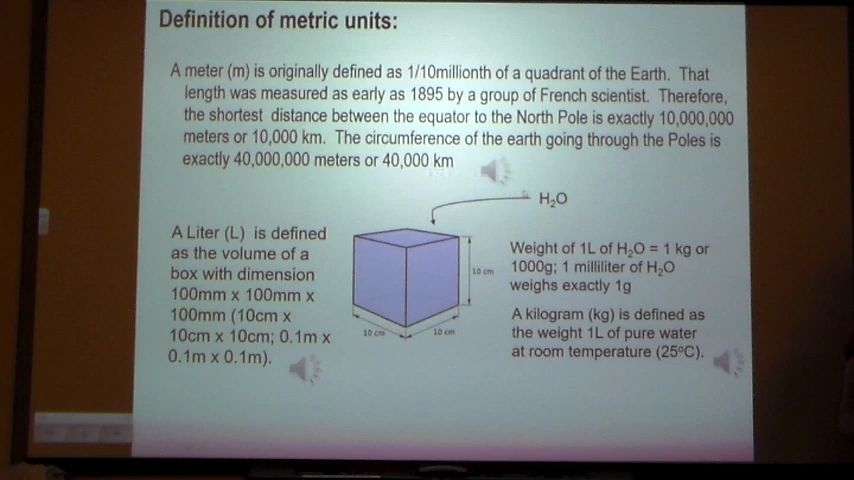 Definition of metric units:
A meter (m) is originally defined as 1/10millionth of a quadrant of the Earth. That
length was measured as early as 1895 by a group of French scientist. Therefore,
the shortest distance between the equator to the North Pole is exactly 10,000,000
meters or 10,000 km. The circumference of the earth going through the Poles is
exactly 40,000,000 meters or 40,000 km
H₂O
A Liter (L) is defined
as the volume of a
box with dimension
100mm x 100mm x
100mm (10cm x
10cm x 10cm; 0.1m x
0.1m x 0.1m).
10 cm
10 cm
10 cm
Weight of 1L of H₂O = 1 kg or
1000g; 1 milliliter of H₂O
weighs exactly 1g
A kilogram (kg) is defined as
the weight 1L of pure water
at room temperature (25ºC).